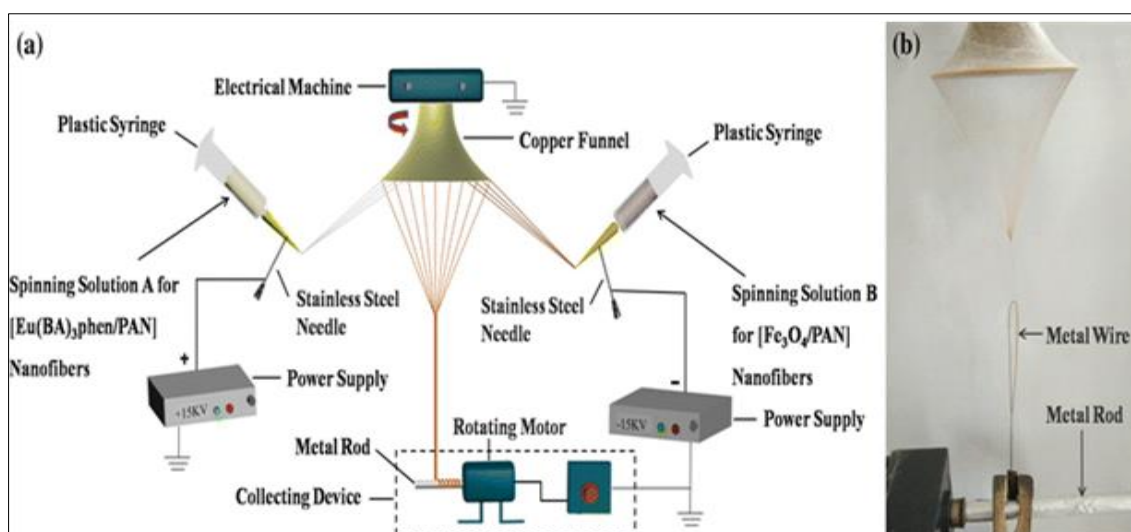 (a)
Electrical Machine
Plastic Syringe
Copper Funnel
Plastic Syringe
Spinning Solution A for
[Eu(BA)₃phen/PAN]
Nanofibers
Stainless Steel
Needle
Stainless Steel
Needle
Spinning Solution B
for [Fe₃O₄/PAN]
Nanofibers
+
Power Supply
+15KV
-
Power Supply
-15KV
Rotating Motor
Metal Rod
Collecting Device
(b)
Metal Wire
Metal Rod